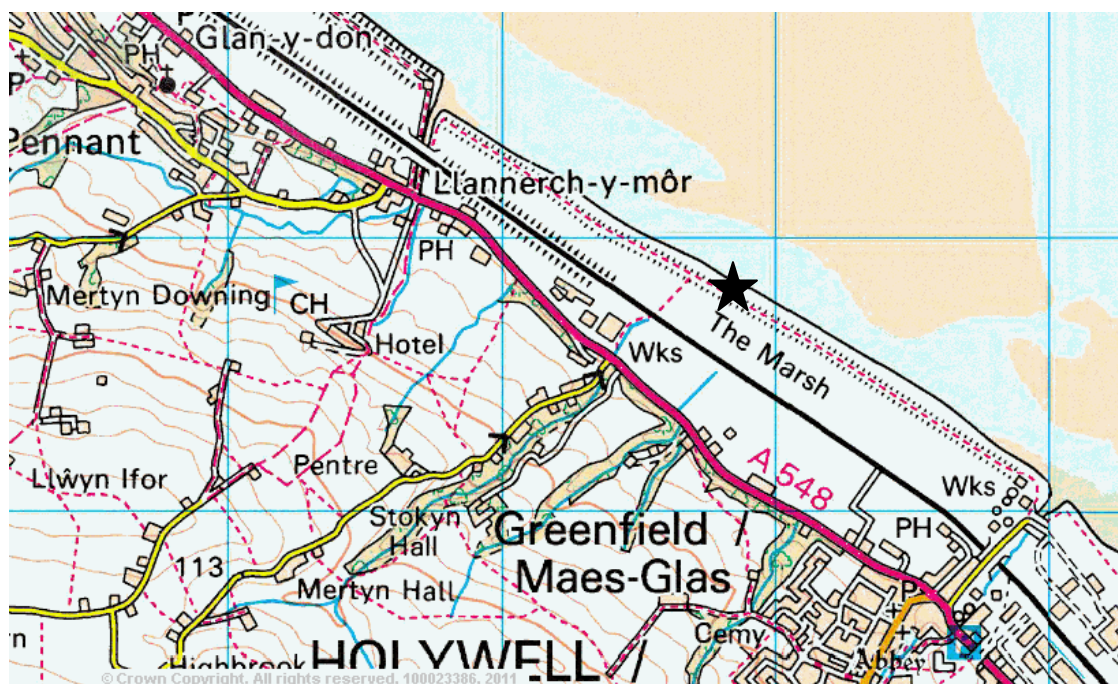 P
Glan-y-don
PH
P
Pennant
Llannerch-y-môr
PH
Mertyn Downing
CH
Hotel
Wks
The Marsh
Llŵyn Ifor
Pentre
A 548
Wks
Stokyn
Hall
Greenfield /
Maes-Glas
PH
113
Mertyn Hall
P
rn
Cemy
Highbrook
HOLYWELL /
Abbey
© Crown Copyright. All rights reserved. 100023386. 2011